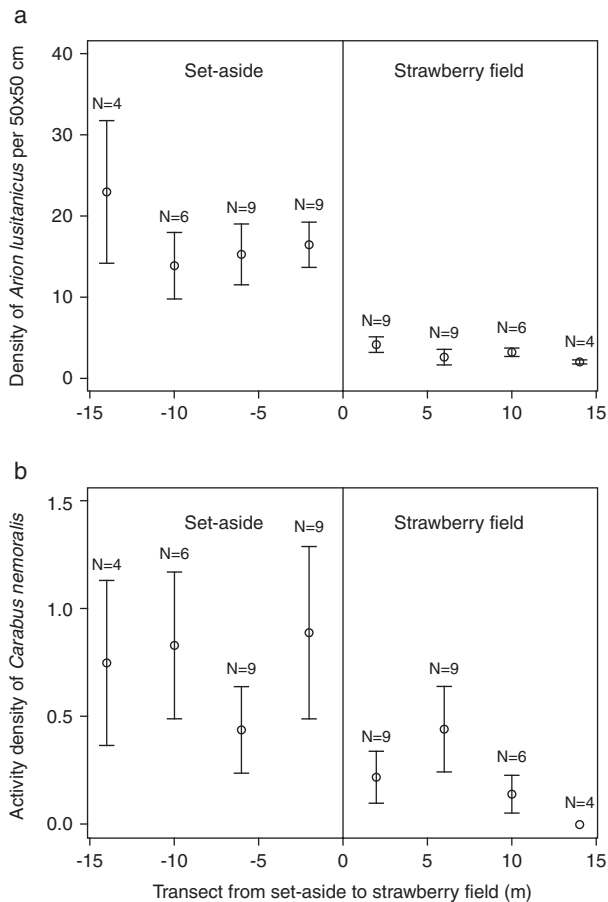 a
Density of Arion lusitanicus per 50x50 cm
40
30
20
10
0
Set-aside
Strawberry field
N=4
N=6
N=9
N=9
N=9
N=9
N=6
N=4
-15
-10
-5
0
5
10
15
b
Activity density of Carabus nemoralis
1.5
1.0
0.5
0.0
Set-aside
Strawberry field
N=4
N=6
N=9
N=9
N=9
N=9
N=6
N=4
-15
-10
-5
0
5
10
15
Transect from set-aside to strawberry field (m)